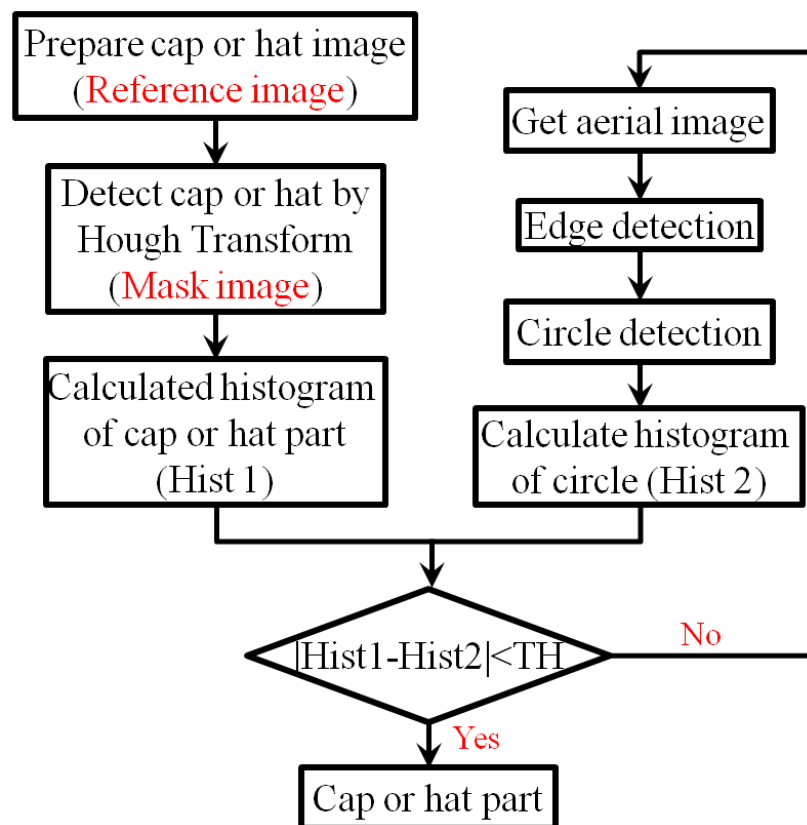 Prepare cap or hat image
(Reference image)
Detect cap or hat by
Hough Transform
(Mask image)
Calculated histogram
of cap or hat part
(Hist 1)
Get aerial image
Edge detection
Circle detection
Calculate histogram
of circle (Hist 2)
|Hist1-Hist2|<TH
No
Yes
Cap or hat part